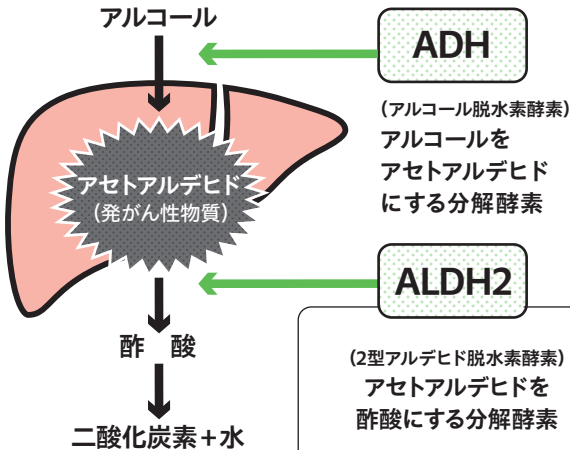 アルコール
ADH
(アルコール脱水素酵素)
アルコールを
アセトアルデヒド
にする分解酵素
アセトアルデヒド
(発がん性物質)
ALDH2
(2型アルデヒド脱水素酵素)
アセトアルデヒドを
酢酸にする分解酵素
酢　酸
二酸化炭素+水